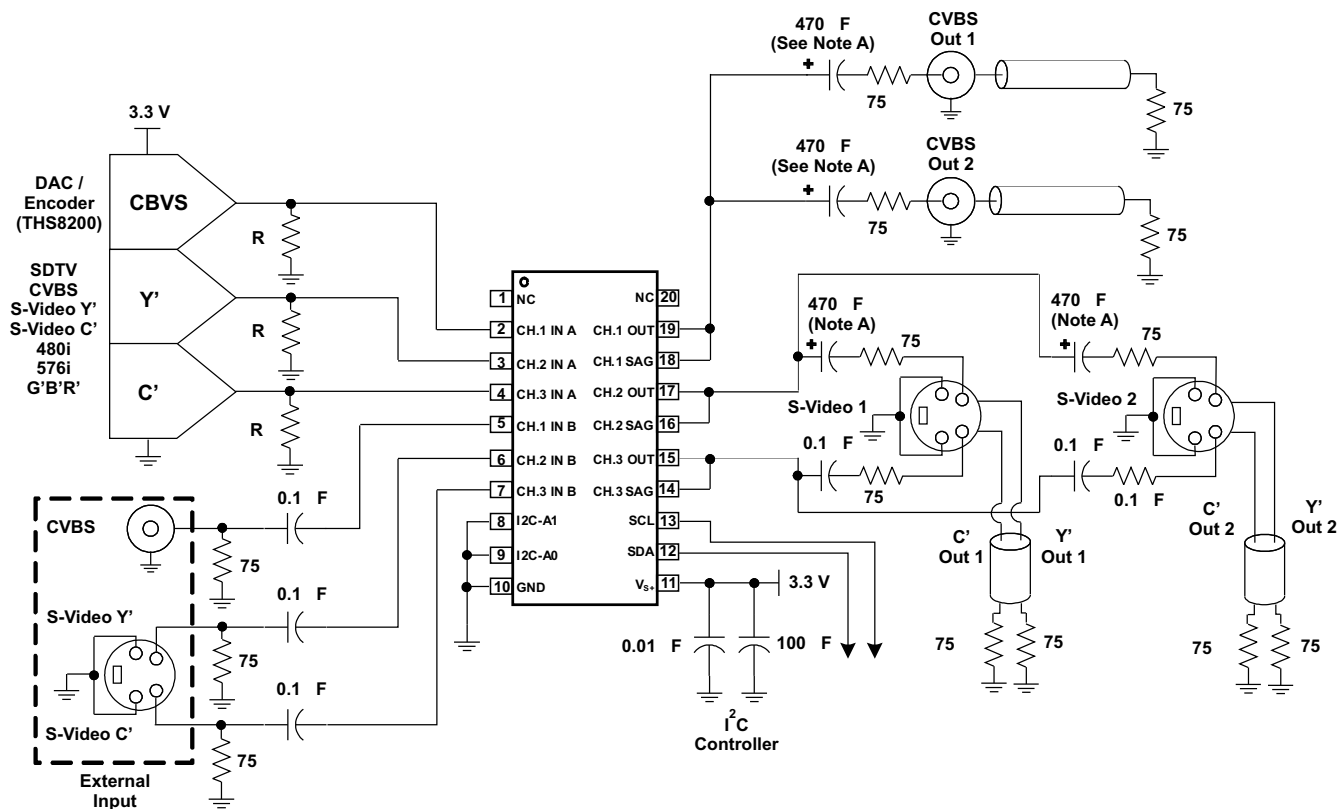 470 F
(See Note A)
+
75
CVBS
Out 1
75
470 F
(See Note A)
+
75
CVBS
Out 2
75
3.3 V
DAC /
Encoder
(THS8200)
SDTV
CVBS
S-Video Y'
S-Video C'
480i
576i
G'B'R'
CBVS
Y'
C'
R
R
R
1 NC
2 CH.1 IN A
3 CH.2 IN A
4 CH.3 IN A
5 CH.1 IN B
6 CH.2 IN B
7 CH.3 IN B
8 I2C-A1
9 I2C-A0
10 GND
NC 20
CH.1 OUT 19
CH.1 SAG 18
CH.2 OUT 17
CH.2 SAG 16
CH.3 OUT 15
CH.3 SAG 14
SCL 13
SDA 12
VS+ 11
470 F
(Note A)
+
75
S-Video 1
0.1 F
75
C'
Out 1
Y'
Out 1
75
75
470 F
(Note A)
+
75
S-Video 2
0.1 F
0.1 F
C'
Out 2
Y'
Out 2
75
75
3.3 V
0.01 F
100 F
I2C
Controller
CVBS
75
0.1 F
S-Video Y'
75
0.1 F
S-Video C'
75
0.1 F
External
Input